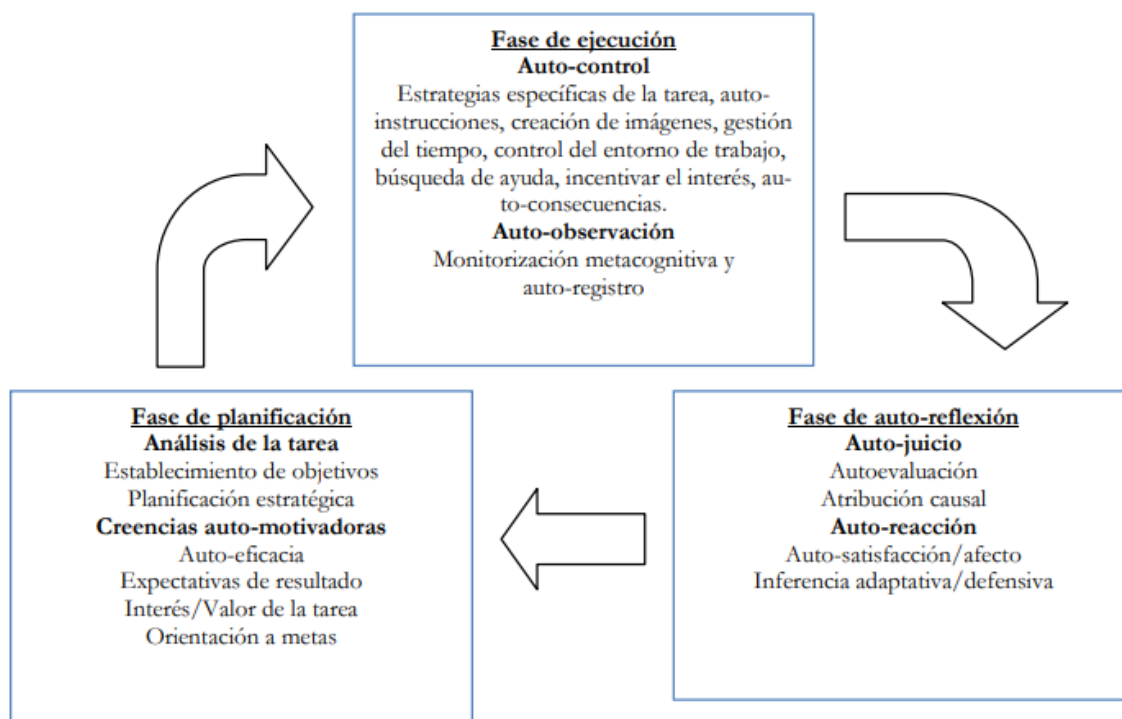 Fase de ejecución
Auto-control
Estrategias específicas de la tarea, auto-
instrucciones, creación de imágenes, gestión
del tiempo, control del entorno de trabajo,
búsqueda de ayuda, incentivar el interés, au-
to-consecuencias.
Auto-observación
Monitorización metacognitiva y
auto-registro
Fase de planificación
Análisis de la tarea
Establecimiento de objetivos
Planificación estratégica
Creencias auto-motivadoras
Auto-eficacia
Expectativas de resultado
Interés/Valor de la tarea
Orientación a metas
Fase de auto-reflexión
Auto-juicio
Autoevaluación
Atribución causal
Auto-reacción
Auto-satisfacción/afecto
Inferencia adaptativa/defensiva